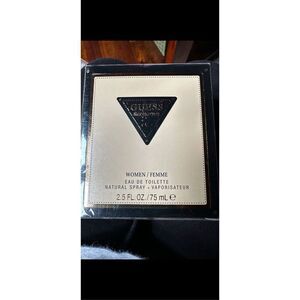 GUESS
WOMEN / FEMME
EAU DE TOILETTE
NATURAL SPRAY • VAPORISATEUR
2.5 FL. OZ. / 75 mL ℮